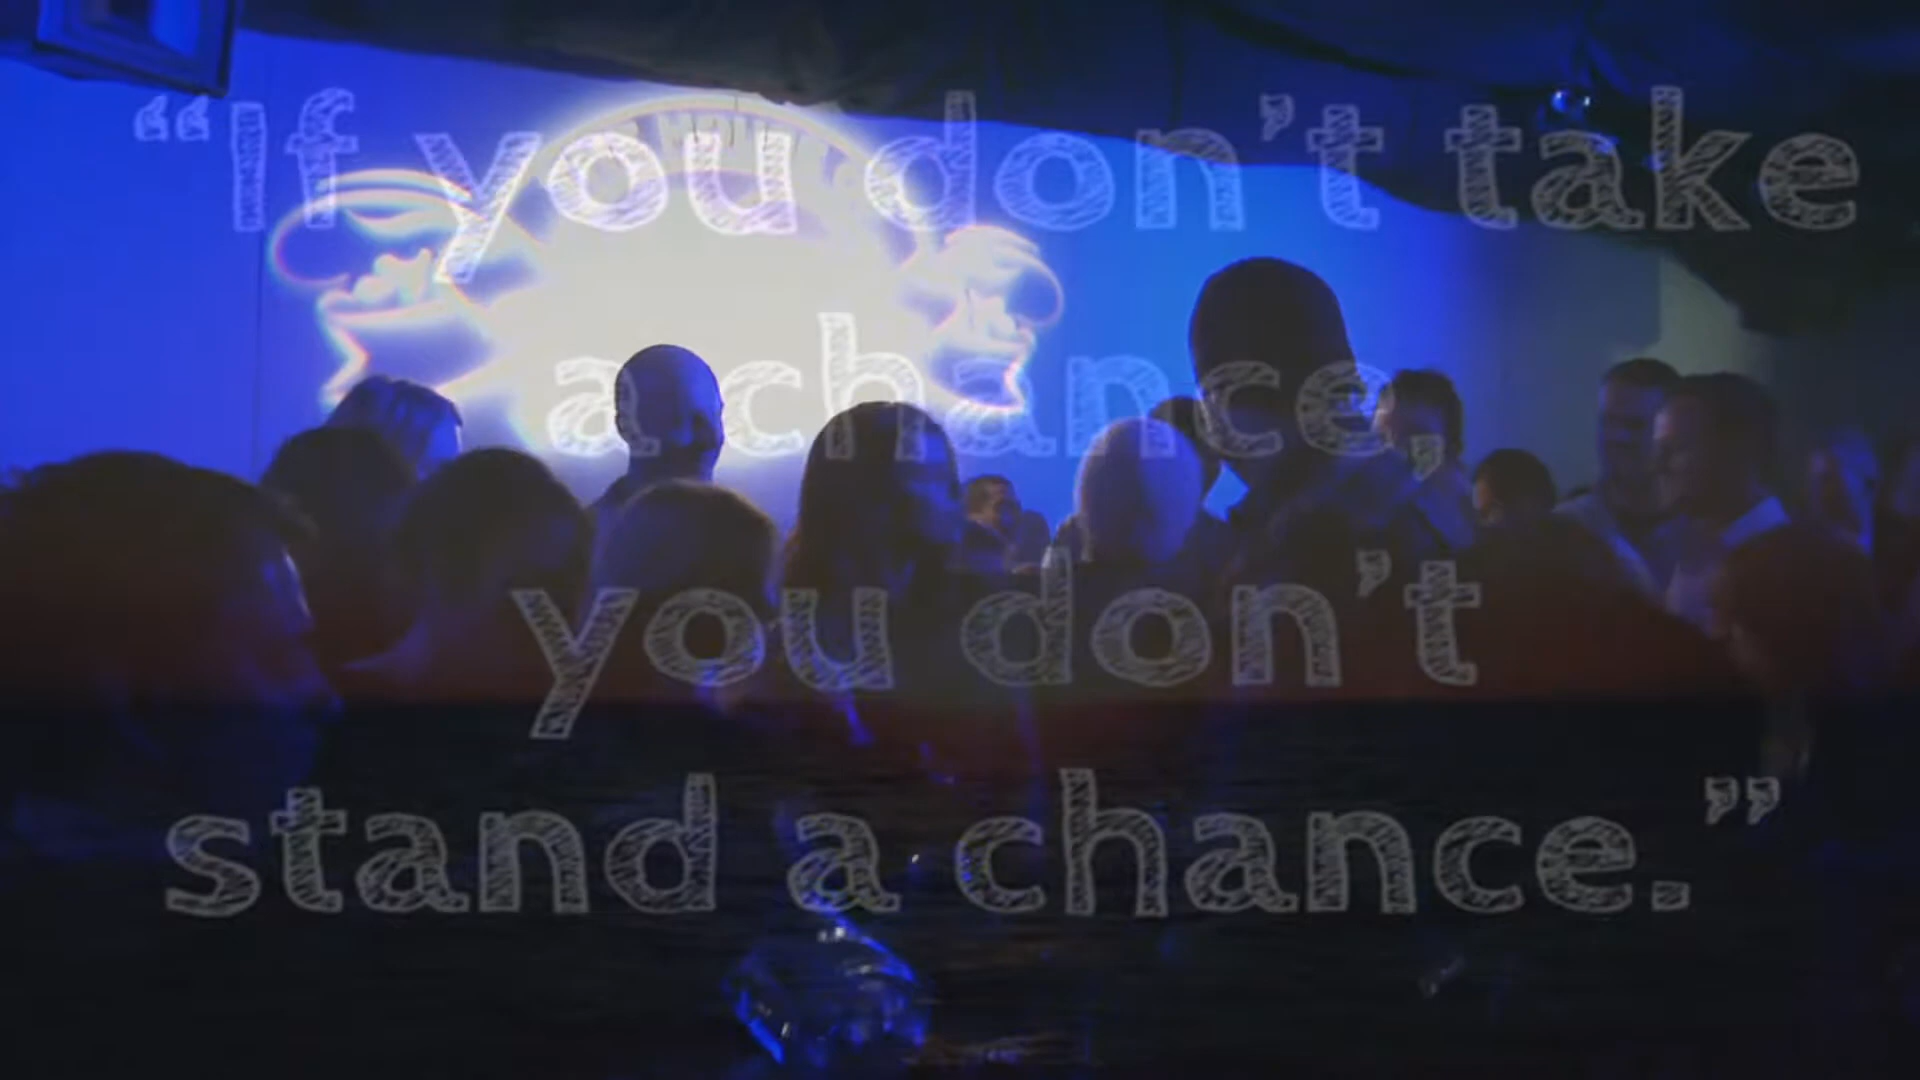 “If you don’t take
a chance,
you don’t
stand a chance.”